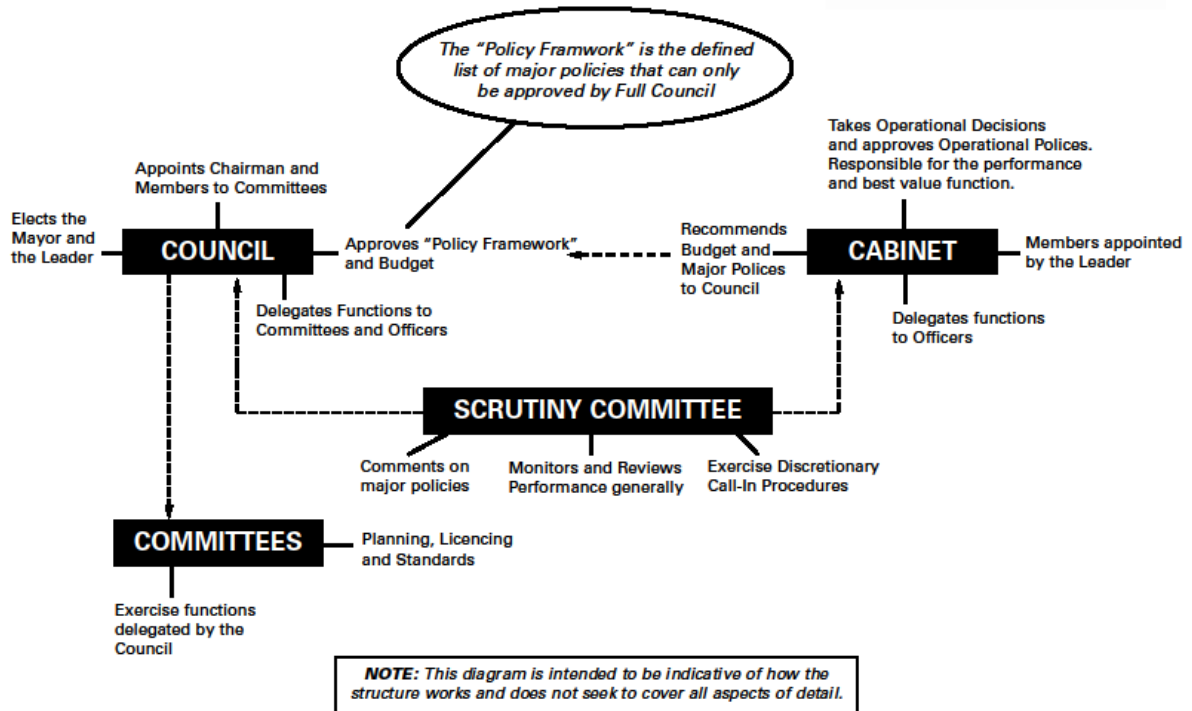 The “Policy Framwork” is the defined
list of major policies that can only
be approved by Full Council
Takes Operational Decisions
and approves Operational Polices.
Responsible for the performance
and best value function.
Appoints Chairman and
Members to Committees
Elects the
Mayor and
the Leader
COUNCIL
Approves “Policy Framework”
and Budget
Recommends
Budget and
Major Polices
to Council
CABINET
Members appointed
by the Leader
Delegates Functions to
Committees and Officers
Delegates functions
to Officers
SCRUTINY COMMITTEE
Comments on
major policies
Monitors and Reviews
Performance generally
Exercise Discretionary
Call-In Procedures
COMMITTEES
Planning, Licencing
and Standards
Exercise functions
delegated by the
Council
NOTE: This diagram is intended to be indicative of how the
structure works and does not seek to cover all aspects of detail.